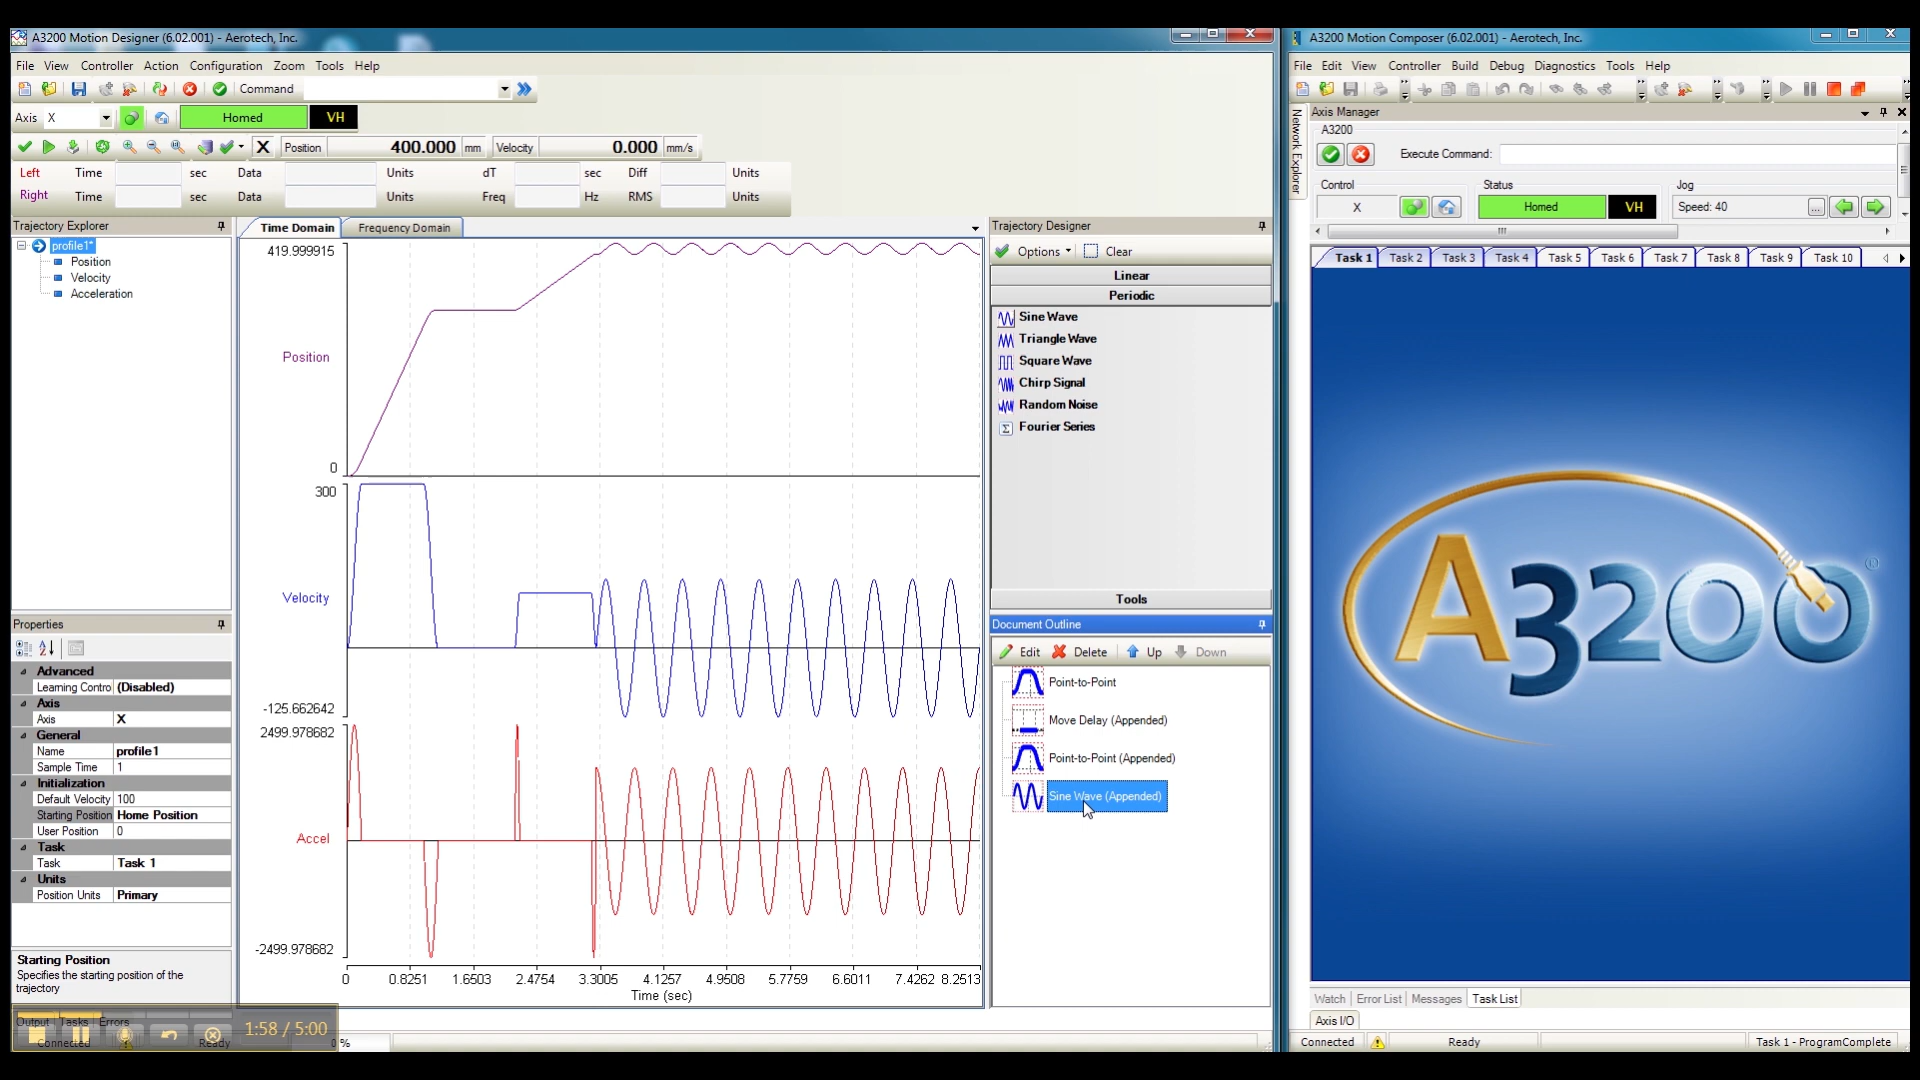 A3200 Motion Designer (6.02.001) - Aerotech, Inc.
File View Controller Action Configuration Zoom Tools Help
Command
Axis X Homed VH
X Position 400.000 mm Velocity 0.000 mm/s
Left Time sec Data Units dT sec Diff Units
Right Time sec Data Units Freq Hz RMS Units
Trajectory Explorer
profile1*
Position
Velocity
Acceleration
Properties
Advanced
Learning Contro (Disabled)
Axis
Axis X
General
Name profile1
Sample Time 1
Initialization
Default Velocity 100
Starting Position Home Position
User Position 0
Task
Task Task 1
Units
Position Units Primary
Starting Position
Specifies the starting position of the
trajectory
Output Tasks Errors
1:58 / 5:00
Connected Ready 0 %
Time Domain Frequency Domain
419.999915
Position
0
300
Velocity
-125.662642
2499.978682
Accel
-2499.978682
0 0.8251 1.6503 2.4754 3.3005 4.1257 4.9508 5.7759 6.6011 7.4262 8.2513
Time (sec)
Trajectory Designer
Options Clear
Linear
Periodic
Sine Wave
Triangle Wave
Square Wave
Chirp Signal
Random Noise
Fourier Series
Tools
Document Outline
Edit Delete Up Down
Point-to-Point
Move Delay (Appended)
Point-to-Point (Appended)
Sine Wave (Appended)
A3200 Motion Composer (6.02.001) - Aerotech, Inc.
File Edit View Controller Build Debug Diagnostics Tools Help
Network Explorer
Axis Manager
A3200
Execute Command:
Control Status Jog
X Homed VH Speed: 40 ...
Task 1 Task 2 Task 3 Task 4 Task 5 Task 6 Task 7 Task 8 Task 9 Task 10
A3200®
Watch Error List Messages Task List
Axis I/O
Connected Ready Task 1 - ProgramComplete